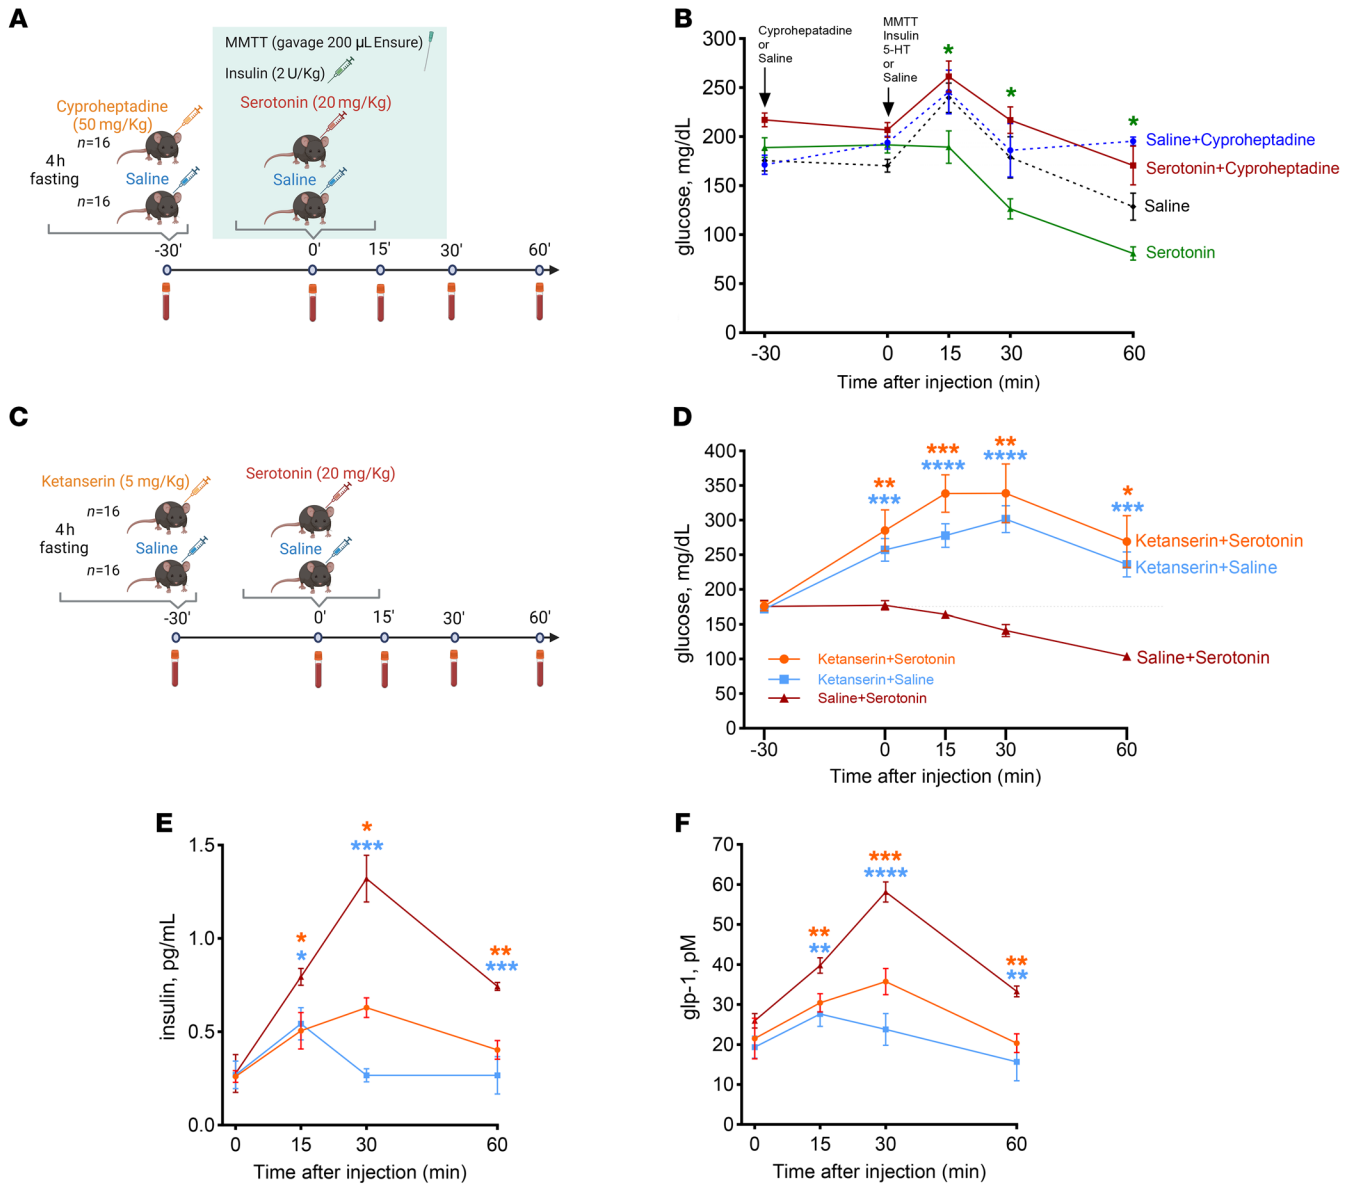 A
MMTT (gavage 200 µL Ensure)
Insulin (2 U/Kg)
Cyproheptadine
(50 mg/Kg)
Serotonin (20 mg/Kg)
n=16
4 h
fasting
Saline
Saline
n=16
-30'
0'
15'
30'
60'
B
Cyprohepatadine
or
Saline
MMTT
Insulin
5-HT
or
Saline
glucose, mg/dL
300
250
200
150
100
50
0
*
*
*
Saline+Cyproheptadine
Serotonin+Cyproheptadine
Saline
Serotonin
-30
0
15
30
60
Time after injection (min)
C
Ketanserin (5 mg/Kg)
Serotonin (20 mg/Kg)
n=16
4 h
fasting
Saline
Saline
n=16
-30'
0'
15'
30'
60'
D
glucose, mg/dL
400
350
300
250
200
150
100
50
0
**
***
***
****
**
****
*
***
Ketanserin+Serotonin
Ketanserin+Saline
Saline+Serotonin
Ketanserin+Serotonin
Ketanserin+Saline
Saline+Serotonin
-30
0
15
30
60
Time after injection (min)
E
insulin, pg/mL
1.5
1.0
0.5
0.0
*
*
*
***
**
***
0
15
30
60
Time after injection (min)
F
glp-1, pM
70
60
50
40
30
20
10
0
**
**
***
****
**
**
0
15
30
60
Time after injection (min)